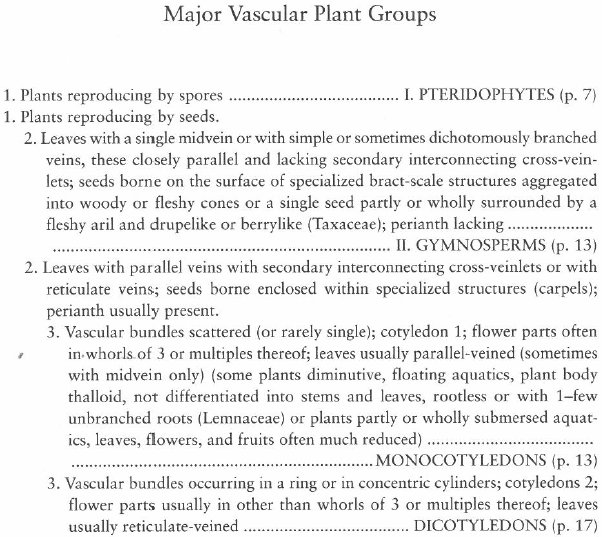 Major Vascular Plant Groups
1. Plants reproducing by spores ..................................... I. PTERIDOPHYTES (p. 7)
1. Plants reproducing by seeds.
2. Leaves with a single midvein or with simple or sometimes dichotomously branched
veins, these closely parallel and lacking secondary interconnecting cross-vein-
lets; seeds borne on the surface of specialized bract-scale structures aggregated
into woody or fleshy cones or a single seed partly or wholly surrounded by a
fleshy aril and drupelike or berrylike (Taxaceae); perianth lacking ..................
........................................................................ II. GYMNOSPERMS (p. 13)
2. Leaves with parallel veins with secondary interconnecting cross-veinlets or with
reticulate veins; seeds borne enclosed within specialized structures (carpels);
perianth usually present.
3. Vascular bundles scattered (or rarely single); cotyledon 1; flower parts often
in whorls of 3 or multiples thereof; leaves usually parallel-veined (sometimes
with midvein only) (some plants diminutive, floating aquatics, plant body
thalloid, not differentiated into stems and leaves, rootless or with 1–few
unbranched roots (Lemnaceae) or plants partly or wholly submersed aquat-
ics, leaves, flowers, and fruits often much reduced) ...................................
................................................................ MONOCOTYLEDONS (p. 13)
3. Vascular bundles occurring in a ring or in concentric cylinders; cotyledons 2;
flower parts usually in other than whorls of 3 or multiples thereof; leaves
usually reticulate-veined ................................... DICOTYLEDONS (p. 17)